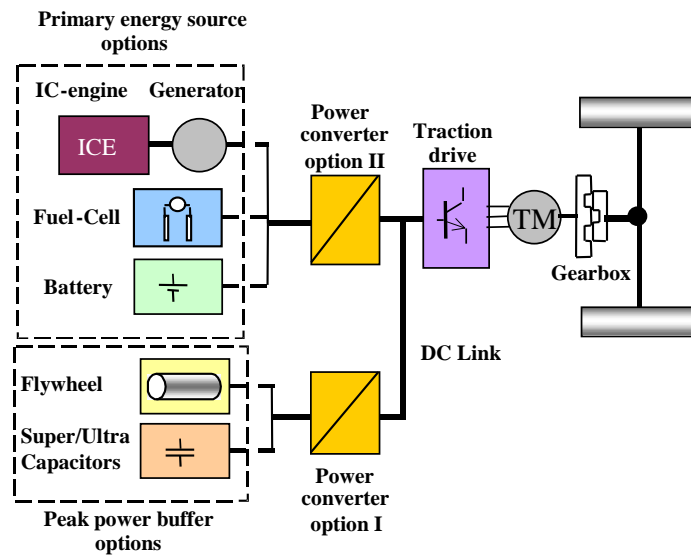 Primary energy source
options
IC-engine
Generator
ICE
Fuel-Cell
Battery
Power
converter
option II
Traction
drive
TM
Gearbox
DC Link
Flywheel
Super/Ultra
Capacitors
Power
converter
option I
Peak power buffer
options